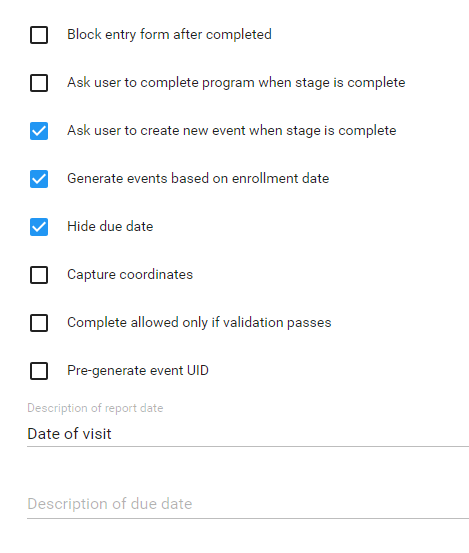 Block entry form after completed
Ask user to complete program when stage is complete
Ask user to create new event when stage is complete
Generate events based on enrollment date
Hide due date
Capture coordinates
Complete allowed only if validation passes
Pre-generate event UID
Description of report date
Date of visit
Description of due date